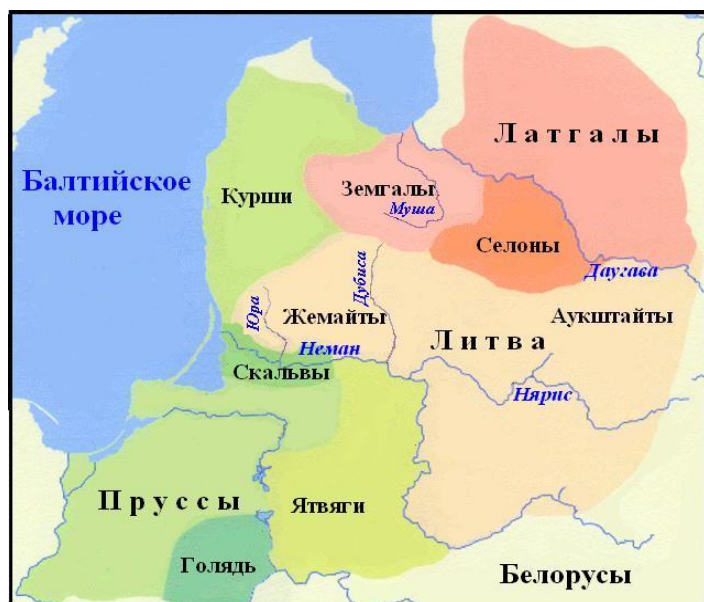 Латгалы
Балтийское
море
Курши
Земгалы
Муша
Селоны
Даугава
Дубиса
Юра
Жемайты
Аукштайты
Литва
Неман
Скальвы
Нярис
Пруссы
Ятвяги
Голядь
Белорусы